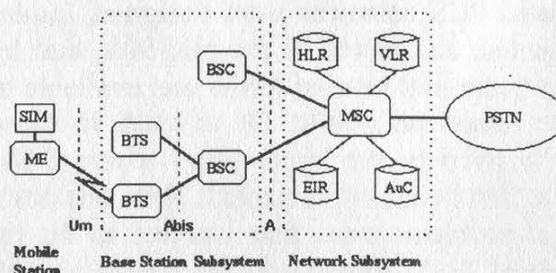 HLR VLR
BSC
SIM
MSC PSTN
BTS
ME
BSC
BTS
EIR AuC
Um Abis A
Mobile
Station
Base Station Subsystem Network Subsystem